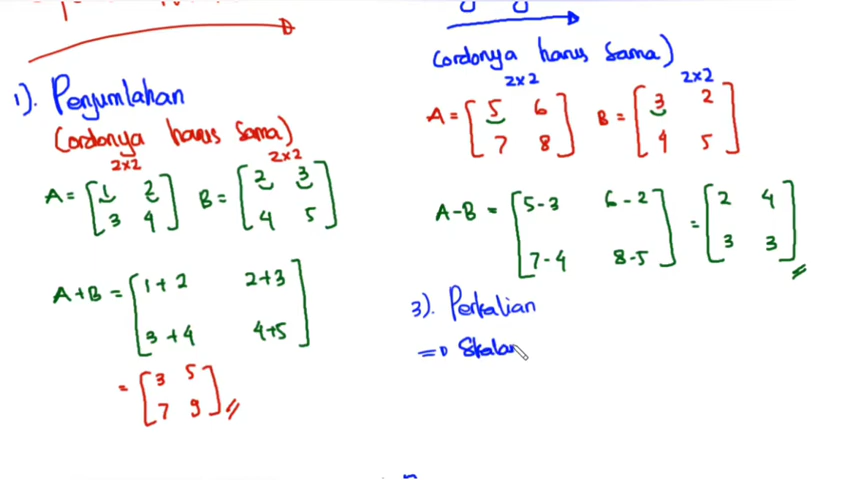 1). Penjumlahan
(ordonya harus sama)
2x2 2x2
A = [1 2 B = [2 3
3 4] 4 5]
A+B = [1+2 2+3
3+4 4+5]
= [3 5
7 9] //
(ordonya harus sama)
2x2 2x2
A = [5 6 B = [3 2
7 8] 4 5]
A-B = [5-3 6-2 = [2 4
7-4 8-5] 3 3] //
3). Perkalian
=> Skalar